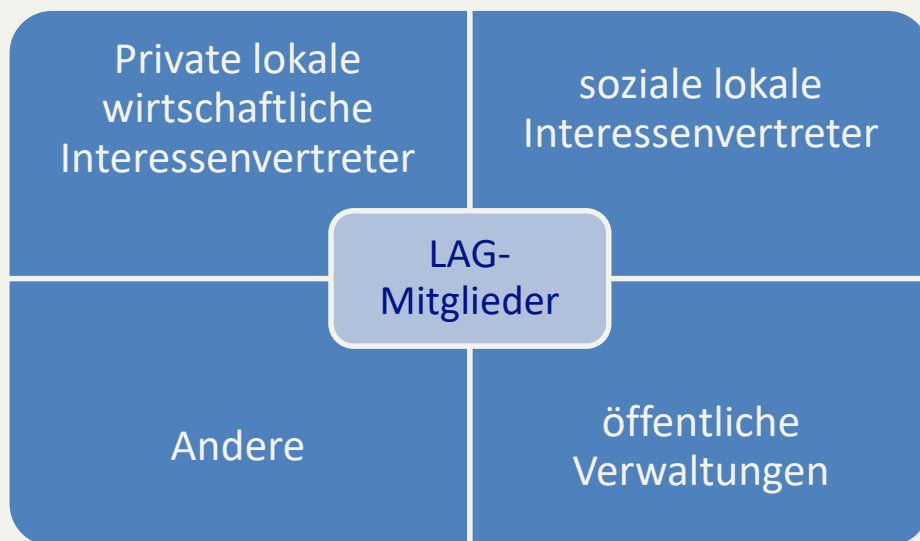 Private lokale
wirtschaftliche
Interessenvertreter
soziale lokale
Interessenvertreter
LAG-
Mitglieder
Andere
öffentliche
Verwaltungen